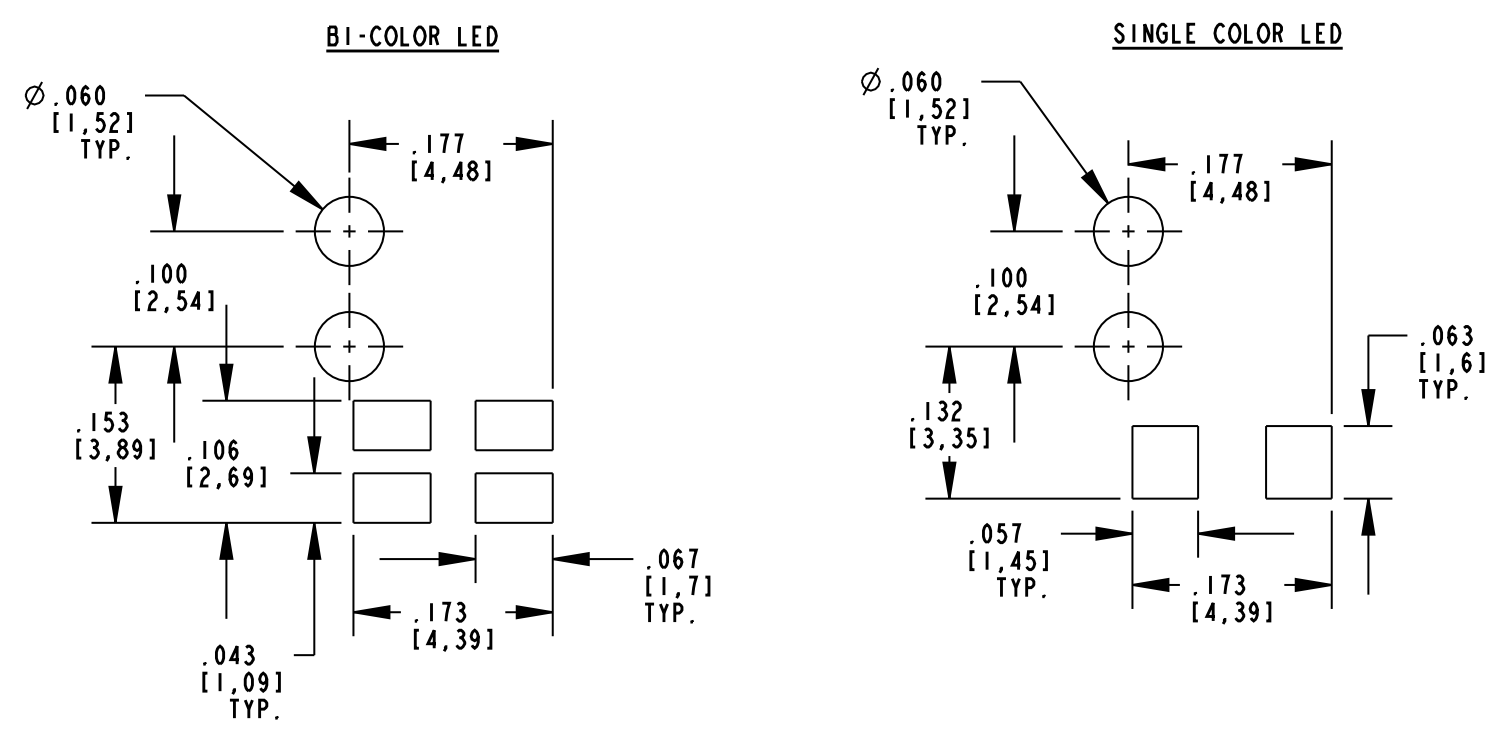 BI-COLOR LED
Ø .060
[1,52]
TYP.
.177
[4,48]
.100
[2,54]
.153
[3,89]
.106
[2,69]
.067
[1,7]
TYP.
.173
[4,39]
.043
[1,09]
TYP.
SINGLE COLOR LED
Ø .060
[1,52]
TYP.
.177
[4,48]
.100
[2,54]
.063
[1,6]
TYP.
.132
[3,35]
.057
[1,45]
TYP.
.173
[4,39]